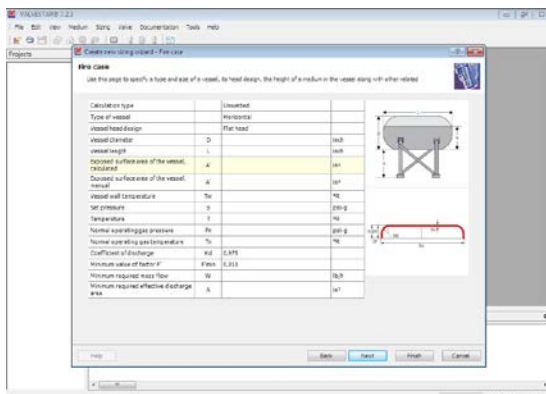 VALVESTAR® 7.2.3
File Edit View Medium Sizing Valve Documentation Tools Help
Projects
Create new sizing wizard - Fire case
Fire case
Use this page to specify a type and size of a vessel, its head design, the height of a medium in the vessel along with other related
Calculation type Unwetted
Type of vessel Horizontal
Vessel head design Flat head
Vessel diameter D inch
Vessel length L inch
Exposed surface area of the vessel, calculated A' in²
Exposed surface area of the vessel, manual A' in²
Vessel wall temperature Tw °R
Set pressure p psi-g
Temperature T °R
Normal operating gas pressure Pn psi-g
Normal operating gas temperature Tn °R
Coefficient of discharge Kd 0.975
Minimum value of factor F' F'min 0.010
Minimum required mass flow W lb/h
Minimum required effective discharge area A in²
Help Back Next Finish Cancel